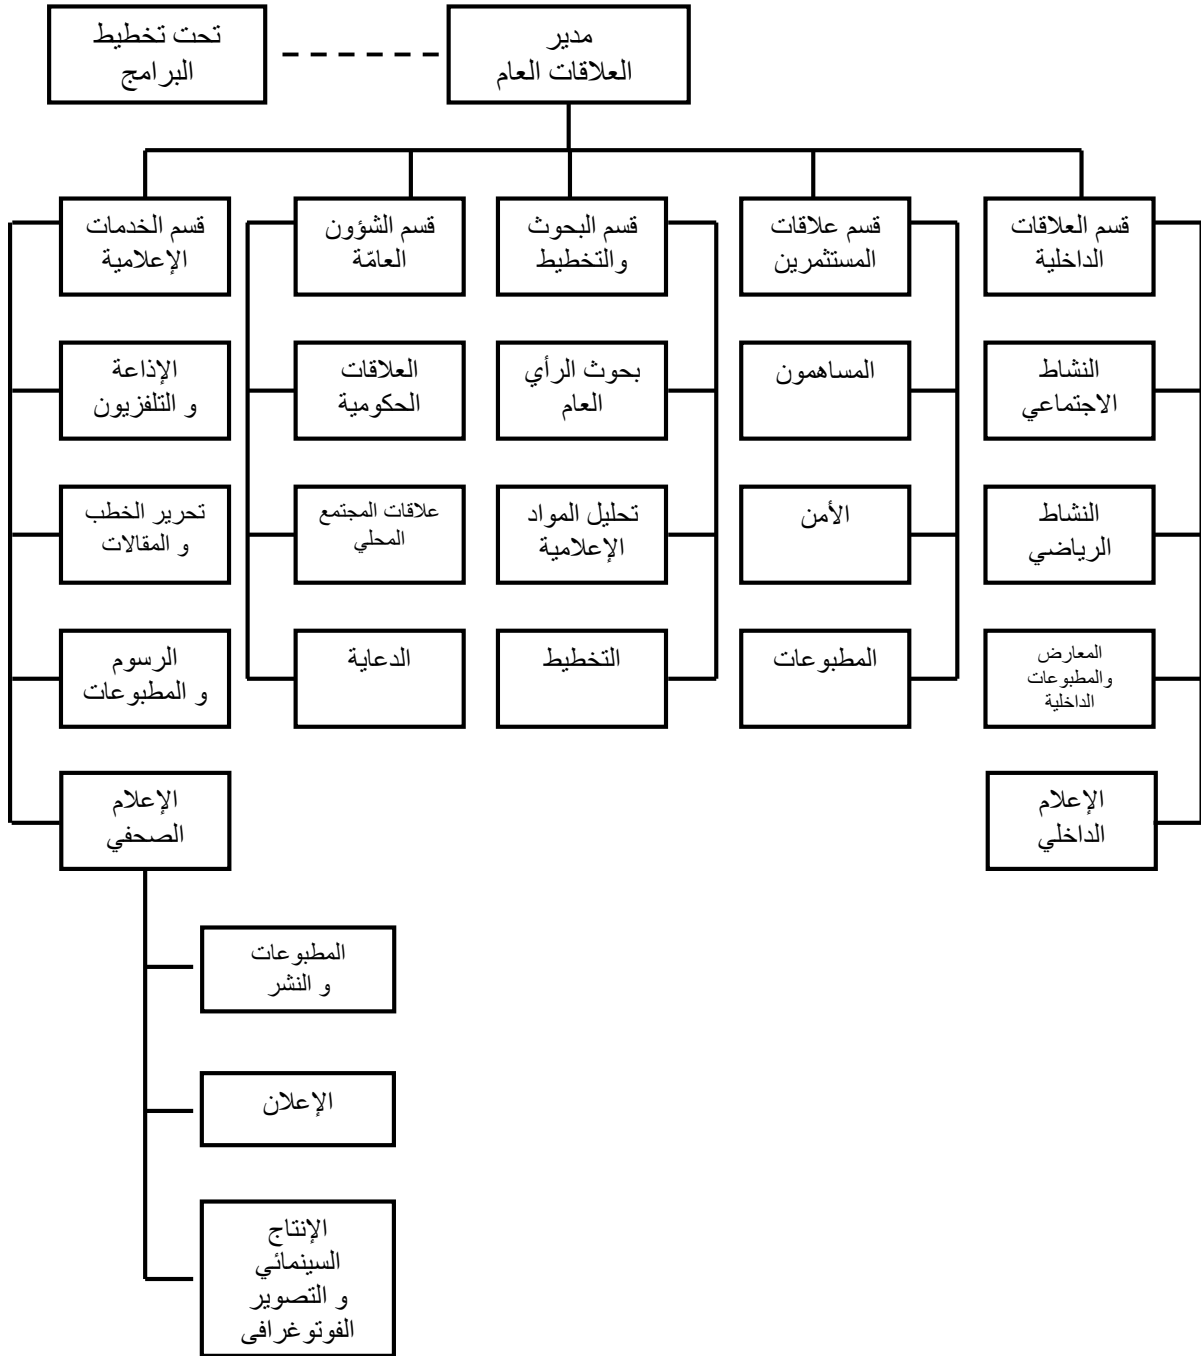 مدير
العلاقات العام
تحت تخطيط
البرامج
قسم العلاقات
الداخلية
قسم علاقات
المستثمرين
قسم البحوث
والتخطيط
قسم الشؤون
العامّة
قسم الخدمات
الإعلامية
النشاط
الاجتماعي
المساهمون
بحوث الرأي
العام
العلاقات
الحكومية
الإذاعة
و التلفزيون
النشاط
الرياضي
الأمن
تحليل المواد
الإعلامية
علاقات المجتمع
المحلي
تحرير الخطب
و المقالات
المعارض
والمطبوعات
الداخلية
المطبوعات
التخطيط
الدعاية
الرسوم
و المطبوعات
الإعلام
الداخلي
الإعلام
الصحفي
المطبوعات
و النشر
الإعلان
الإنتاج
السينمائي
و التصوير
الفوتوغرافى